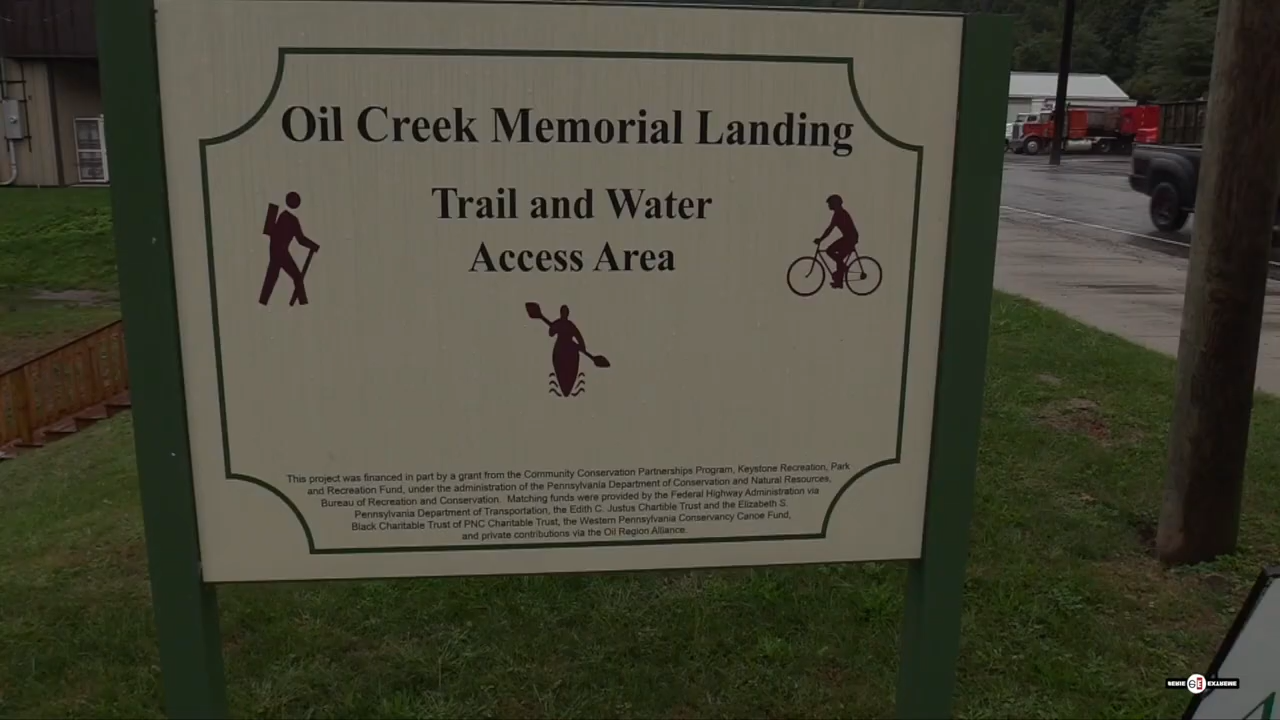 Oil Creek Memorial Landing
Trail and Water
Access Area
This project was financed in part by a grant from the Community Conservation Partnerships Program, Keystone Recreation, Park
and Recreation Fund, under the administration of the Pennsylvania Department of Conservation and Natural Resources,
Bureau of Recreation and Conservation. Matching funds were provided by the Federal Highway Administration via
Pennsylvania Department of Transportation, the Edith C. Justus Chartible Trust and the Elizabeth S.
Black Charitable Trust of PNC Charitable Trust, the Western Pennsylvania Conservancy Canoe Fund,
and private contributions via the Oil Region Alliance.